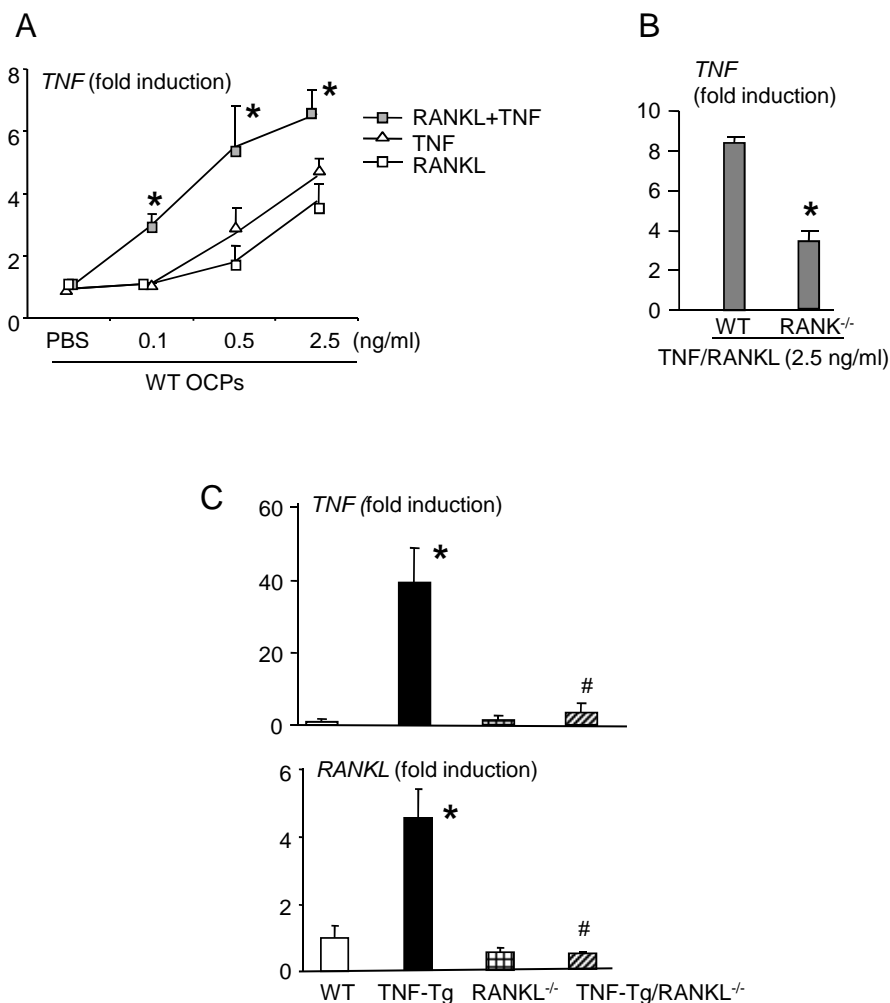 A
TNF (fold induction)
8
6
4
2
0
*
*
*
RANKL+TNF
TNF
RANKL
PBS 0.1 0.5 2.5 (ng/ml)
WT OCPs
B
TNF
(fold induction)
10
8
6
4
2
0
*
WT RANK-/-
TNF/RANKL (2.5 ng/ml)
C
TNF (fold induction)
60
40
20
0
*
#
RANKL (fold induction)
6
4
2
0
*
#
WT TNF-Tg RANKL-/- TNF-Tg/RANKL-/-